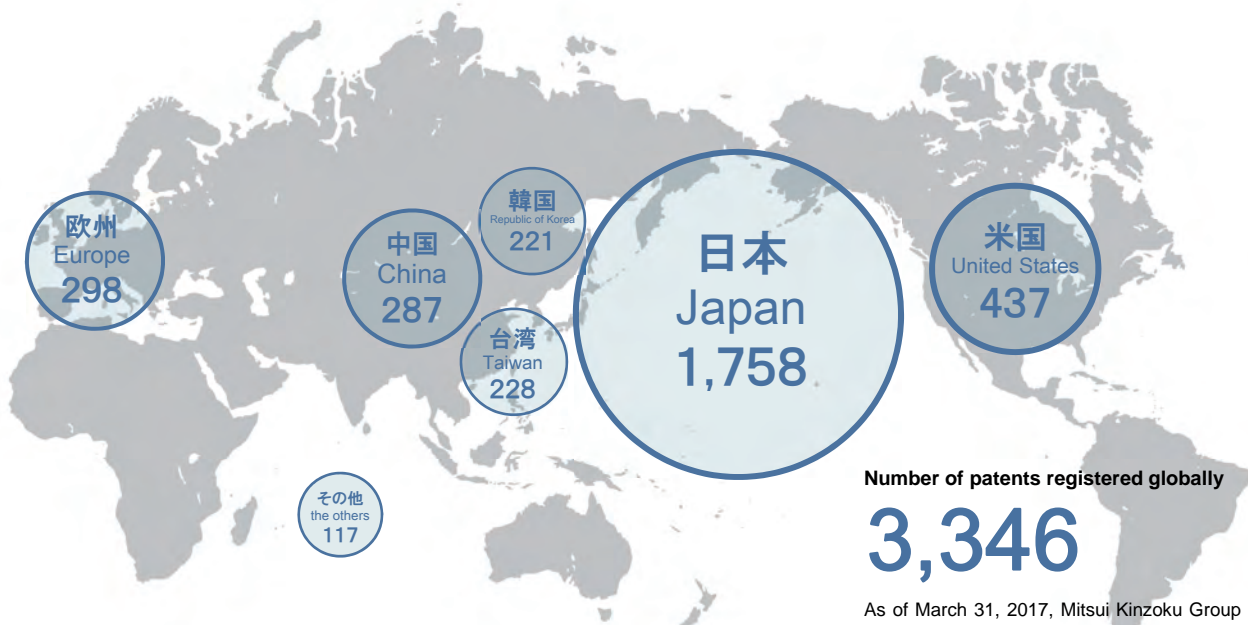 欧州
Europe
298
中国
China
287
韓国
Republic of Korea
221
台湾
Taiwan
228
日本
Japan
1,758
米国
United States
437
その他
the others
117
Number of patents registered globally
3,346
As of March 31, 2017, Mitsui Kinzoku Group